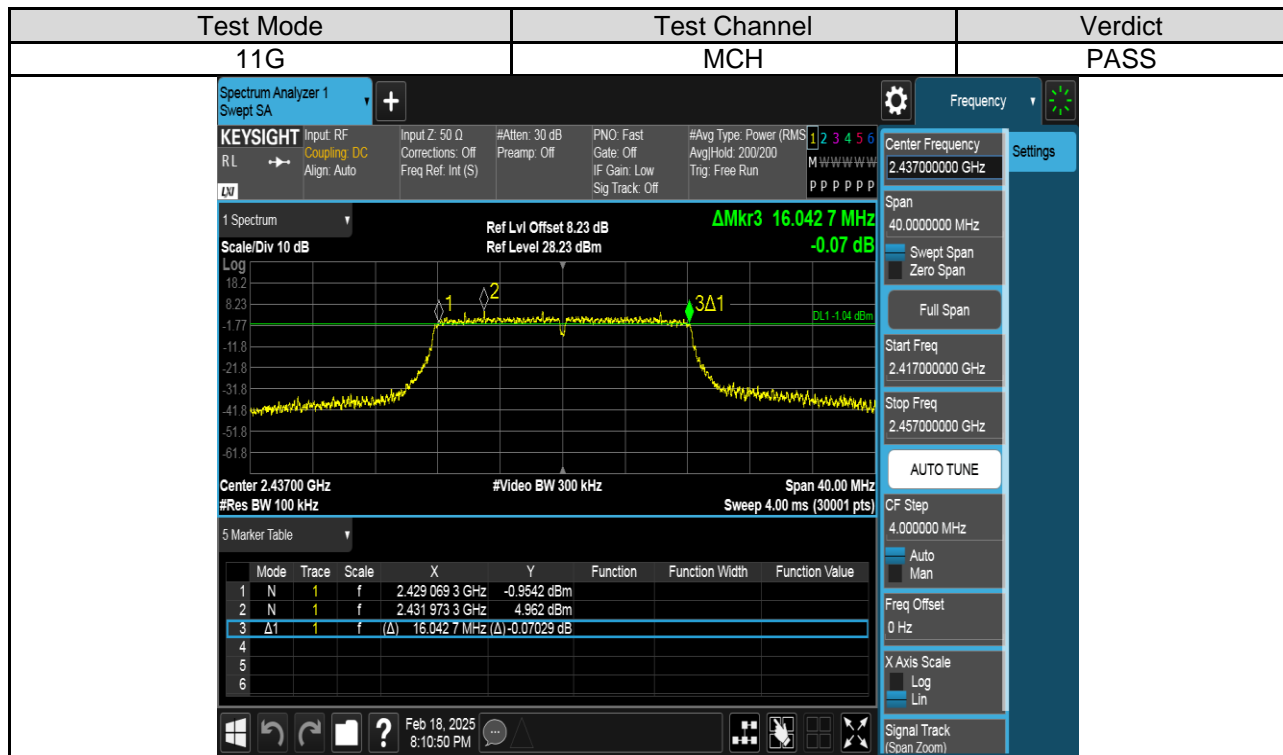 Test Mode Test Channel Verdict
11G MCH PASS
Spectrum Analyzer 1
Swept SA
+
Frequency
KEYSIGHT Input: RF Input Z: 50 Ω #Atten: 30 dB PNO: Fast #Avg Type: Power (RMS 1 2 3 4 5 6
RL Coupling: DC Corrections: Off Preamp: Off Gate: Off Avg|Hold: 200/200 M W W W W W
Align: Auto Freq Ref: Int (S) IF Gain: Low Trig: Free Run
LXI Sig Track: Off P P P P P P
1 Spectrum
Ref Lvl Offset 8.23 dB ΔMkr3 16.042 7 MHz
Scale/Div 10 dB Ref Level 28.23 dBm -0.07 dB
Log
18.2
8.23
-1.77
-11.8
-21.8
-31.8
-41.8
-51.8
-61.8
1
2
3Δ1
DL1 -1.04 dBm
Center 2.43700 GHz #Video BW 300 kHz Span 40.00 MHz
#Res BW 100 kHz Sweep 4.00 ms (30001 pts)
5 Marker Table
Mode Trace Scale X Y Function Function Width Function Value
1 N 1 f 2.429 069 3 GHz -0.9542 dBm
2 N 1 f 2.431 973 3 GHz 4.962 dBm
3 Δ1 1 f (Δ) 16.042 7 MHz (Δ) -0.07029 dB
4
5
6
? Feb 18, 2025
8:10:50 PM
Center Frequency
2.437000000 GHz
Settings
Span
40.0000000 MHz
Swept Span
Zero Span
Full Span
Start Freq
2.417000000 GHz
Stop Freq
2.457000000 GHz
AUTO TUNE
CF Step
4.000000 MHz
Auto
Man
Freq Offset
0 Hz
X Axis Scale
Log
Lin
Signal Track
(Span Zoom)